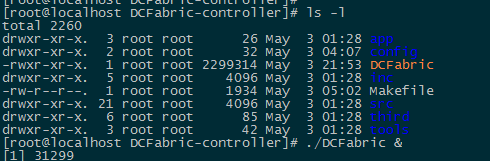 [root@localhost DCFabric-controller]#
[root@localhost DCFabric-controller]# ls -l
total 2260
drwxr-xr-x. 3 root root 26 May 3 01:28 app
drwxr-xr-x. 2 root root 32 May 3 04:07 config
-rwxr-xr-x. 1 root root 2299314 May 3 21:53 DCFabric
drwxr-xr-x. 5 root root 4096 May 3 01:28 inc
-rw-r--r--. 1 root root 1934 May 3 05:02 Makefile
drwxr-xr-x. 21 root root 4096 May 3 01:28 src
drwxr-xr-x. 6 root root 85 May 3 01:28 third
drwxr-xr-x. 3 root root 42 May 3 01:28 tools
[root@localhost DCFabric-controller]# ./DCFabric &
[1] 31299